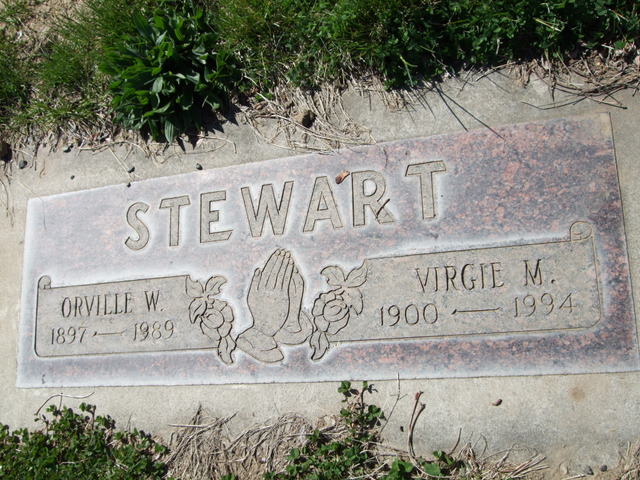 STEWART
ORVILLE W.
1897 — 1989
VIRGIE M.
1900 — 1994